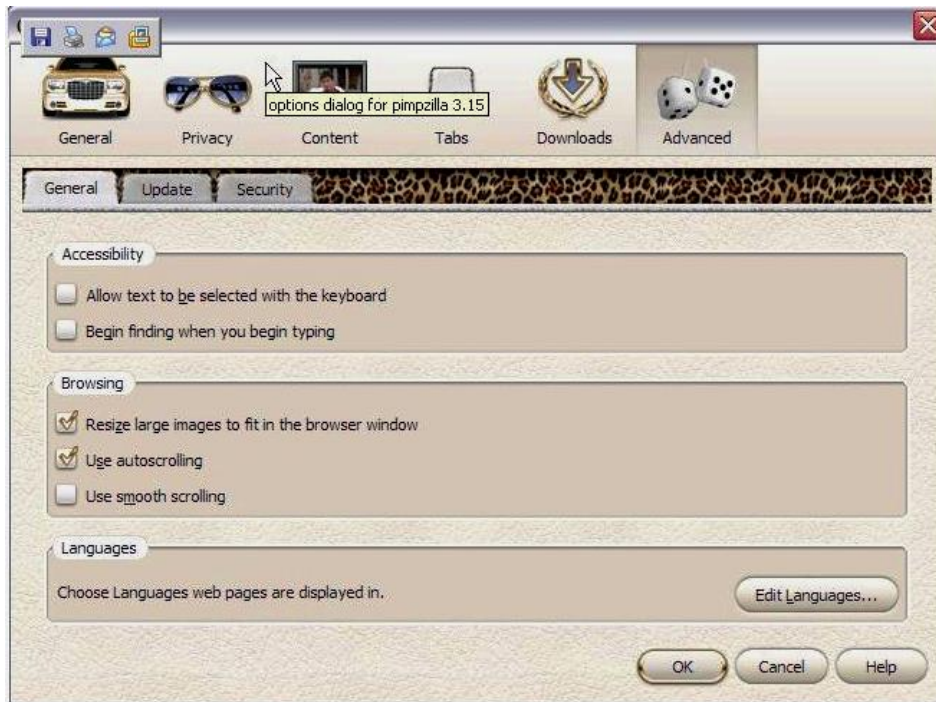 options dialog for pimpzilla 3.15
General
Privacy
Content
Tabs
Downloads
Advanced
General
Update
Security
Accessibility
Allow text to be selected with the keyboard
Begin finding when you begin typing
Browsing
Resize large images to fit in the browser window
Use autoscrolling
Use smooth scrolling
Languages
Choose Languages web pages are displayed in.
Edit Languages...
OK
Cancel
Help